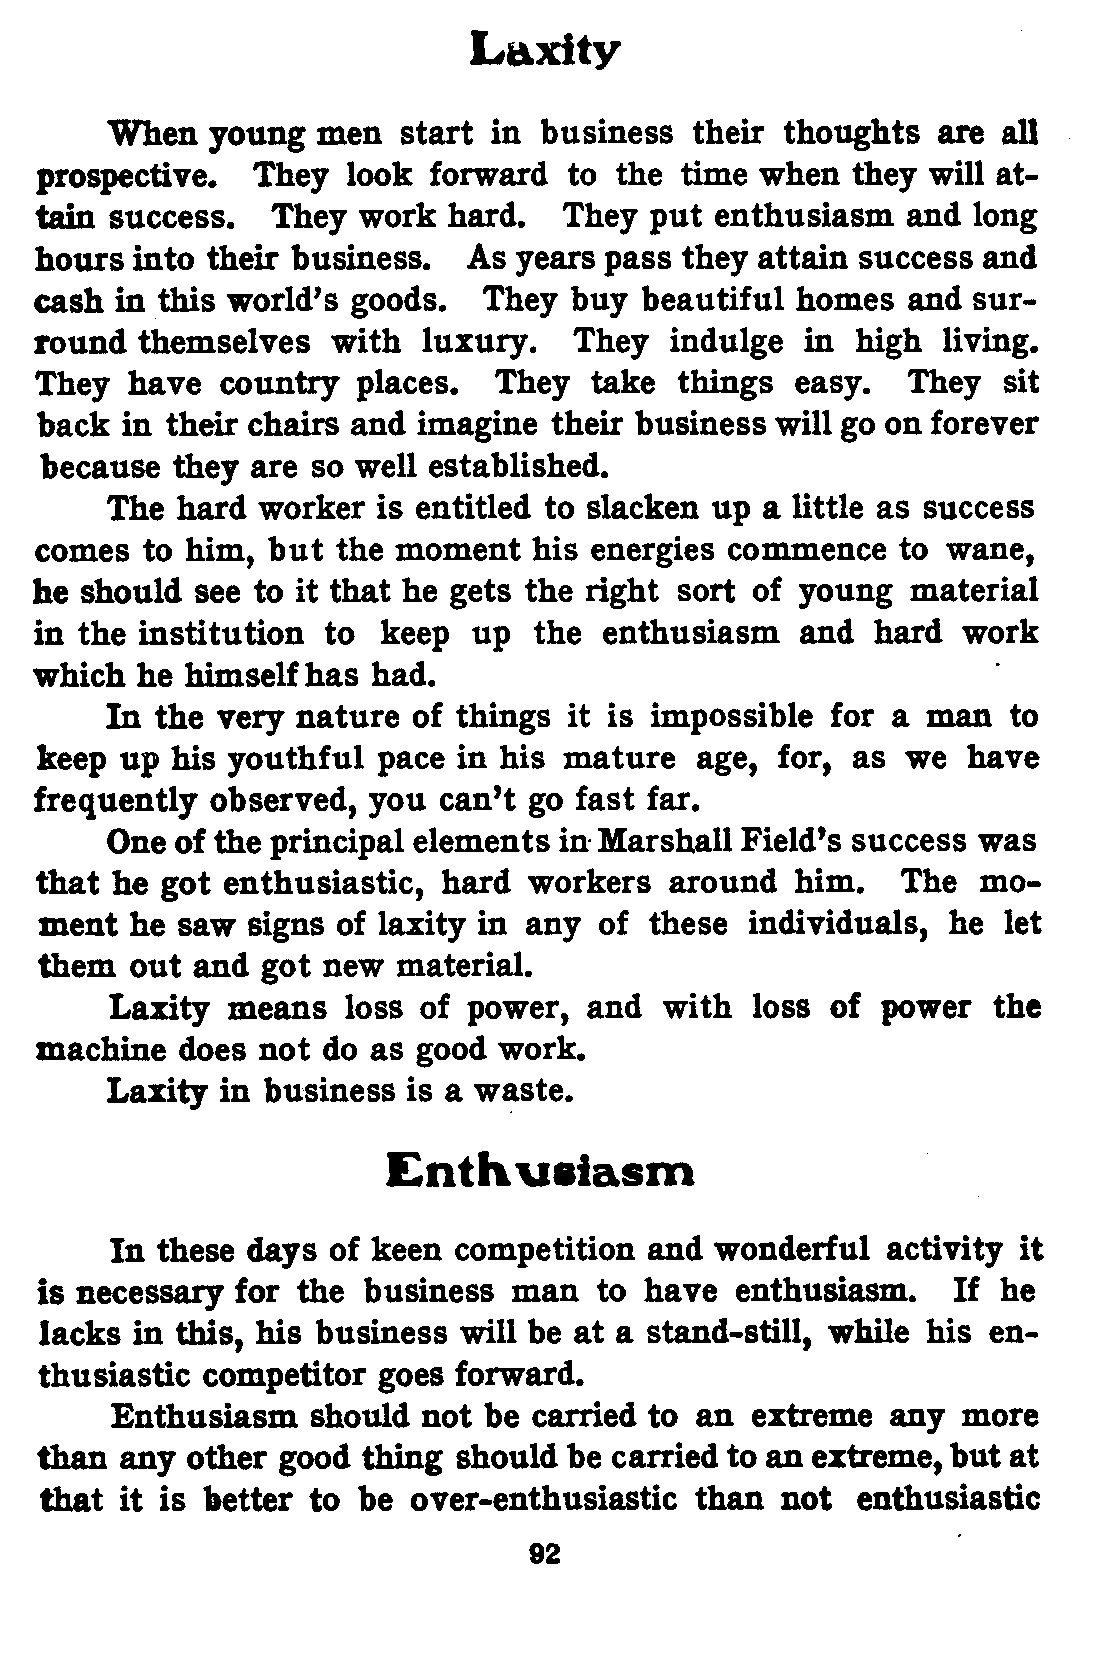 Laxity
When young men start in business their thoughts are all
prospective. They look forward to the time when they will at-
tain success. They work hard. They put enthusiasm and long
hours into their business. As years pass they attain success and
cash in this world's goods. They buy beautiful homes and sur-
round themselves with luxury. They indulge in high living.
They have country places. They take things easy. They sit
back in their chairs and imagine their business will go on forever
because they are so well established.
The hard worker is entitled to slacken up a little as success
comes to him, but the moment his energies commence to wane,
he should see to it that he gets the right sort of young material
in the institution to keep up the enthusiasm and hard work
which he himself has had.
In the very nature of things it is impossible for a man to
keep up his youthful pace in his mature age, for, as we have
frequently observed, you can't go fast far.
One of the principal elements in Marshall Field's success was
that he got enthusiastic, hard workers around him. The mo-
ment he saw signs of laxity in any of these individuals, he let
them out and got new material.
Laxity means loss of power, and with loss of power the
machine does not do as good work.
Laxity in business is a waste.
Enthusiasm
In these days of keen competition and wonderful activity it
is necessary for the business man to have enthusiasm. If he
lacks in this, his business will be at a stand-still, while his en-
thusiastic competitor goes forward.
Enthusiasm should not be carried to an extreme any more
than any other good thing should be carried to an extreme, but at
that it is better to be over-enthusiastic than not enthusiastic
92